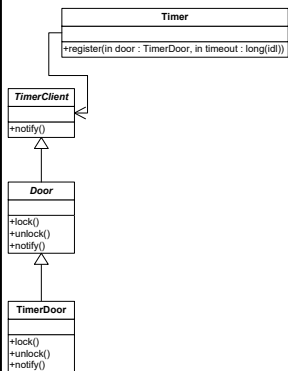 Timer
+register(in door : TimerDoor, in timeout : long(idl))
TimerClient
+notify()
Door
+lock()
+unlock()
+notify()
TimerDoor
+lock()
+unlock()
+notify()